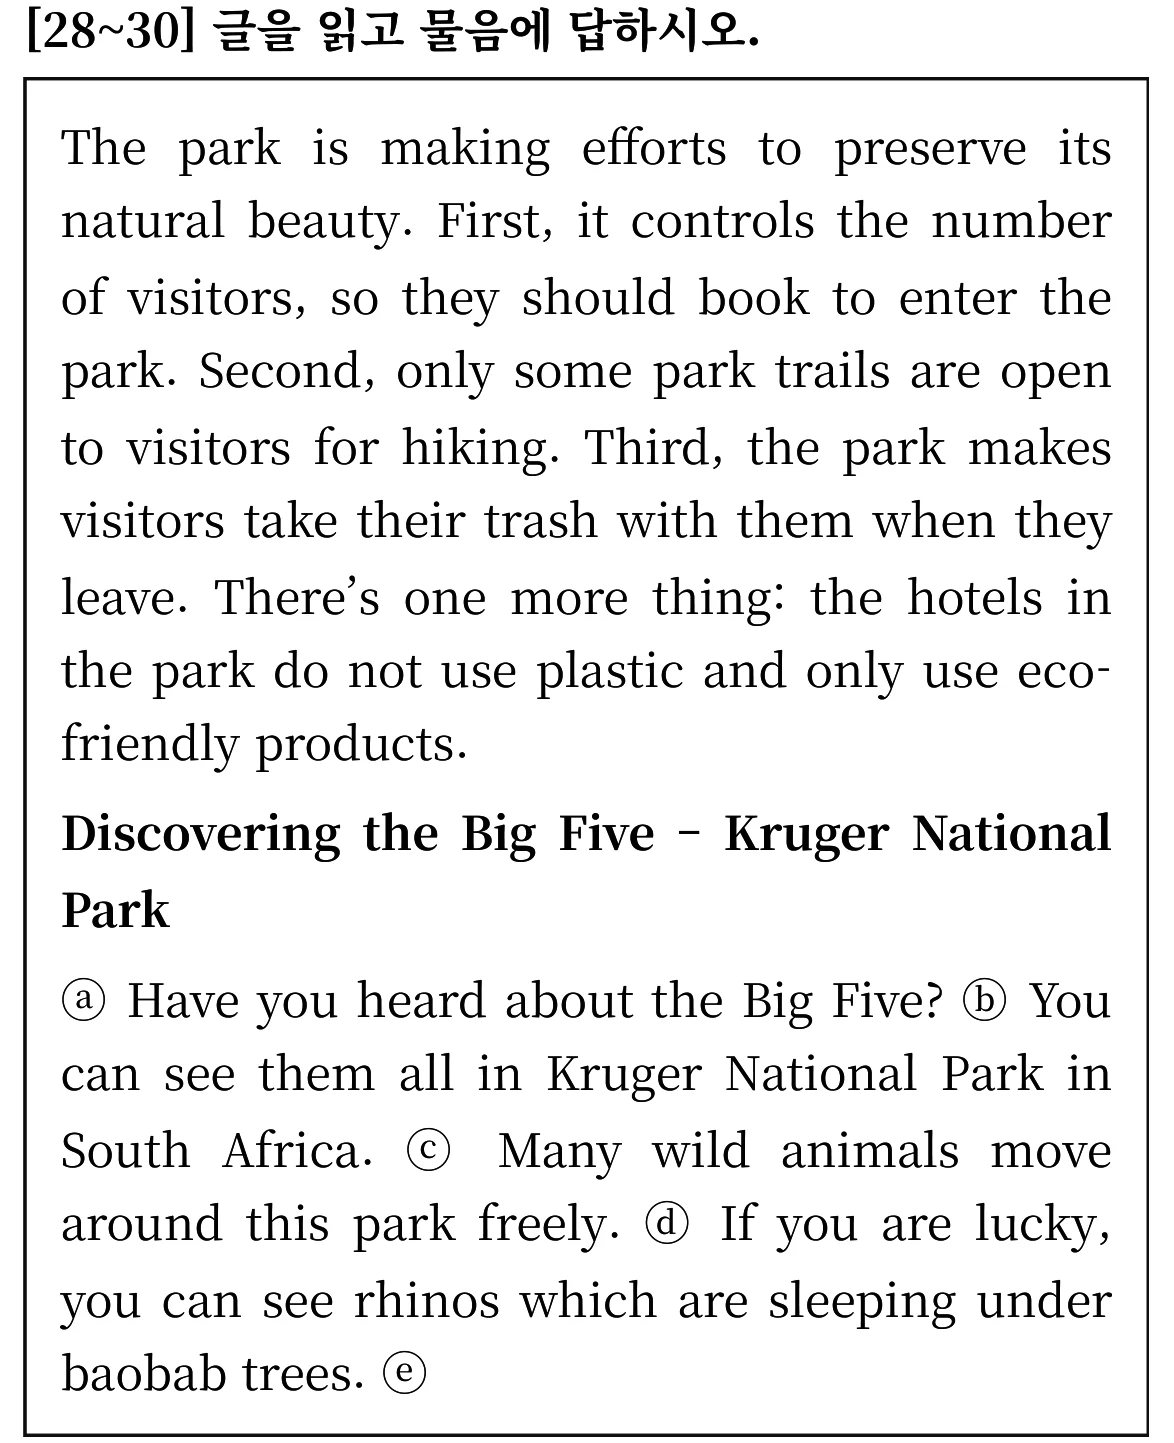 [28~30] 글을 읽고 물음에 답하시오.
The park is making efforts to preserve its
natural beauty. First, it controls the number
of visitors, so they should book to enter the
park. Second, only some park trails are open
to visitors for hiking. Third, the park makes
visitors take their trash with them when they
leave. There’s one more thing: the hotels in
the park do not use plastic and only use eco-
friendly products.
Discovering the Big Five - Kruger National
Park
ⓐ Have you heard about the Big Five? ⓑ You
can see them all in Kruger National Park in
South Africa. ⓒ Many wild animals move
around this park freely. ⓓ If you are lucky,
you can see rhinos which are sleeping under
baobab trees. ⓔ